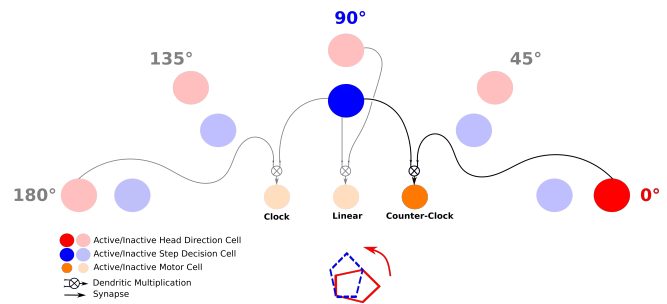 90°
135°
45°
180°
0°
Clock
Linear
Counter-Clock
Active/Inactive Head Direction Cell
Active/Inactive Step Decision Cell
Active/Inactive Motor Cell
Dendritic Multiplication
Synapse